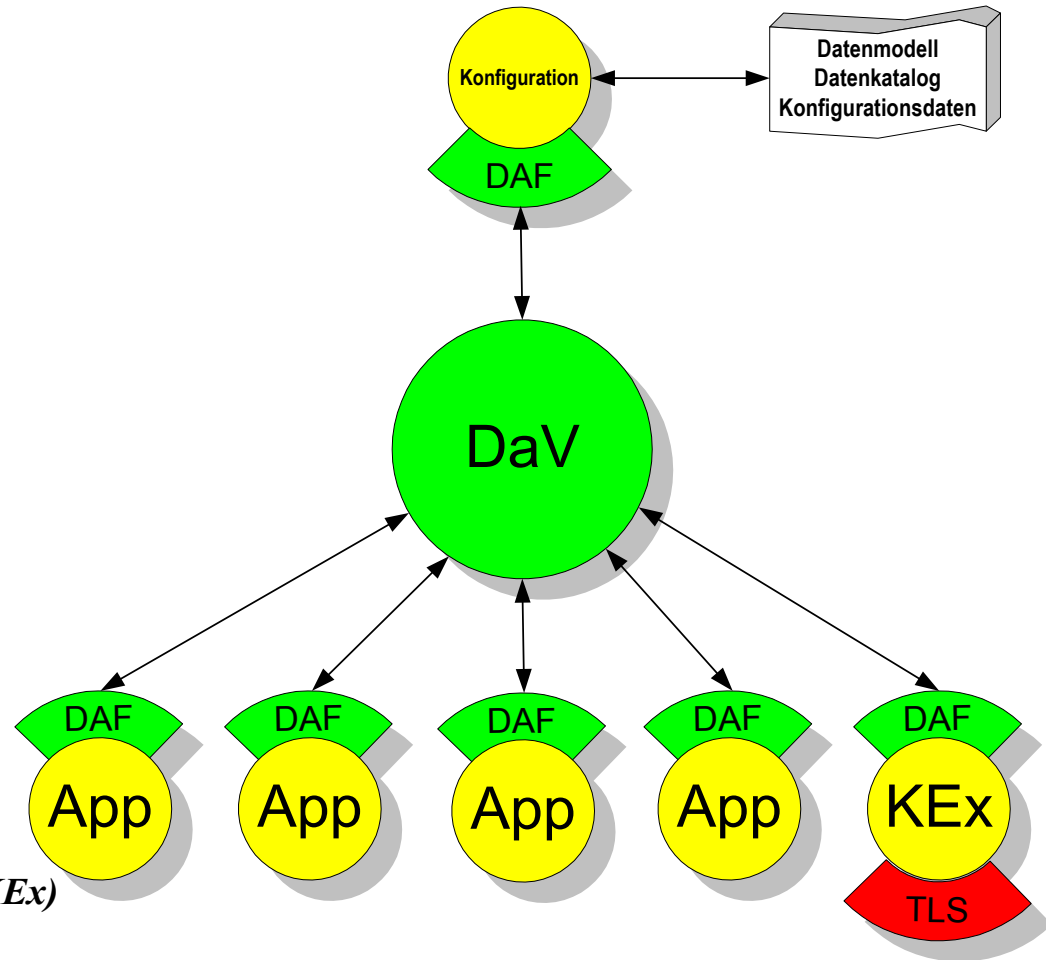 Konfiguration
Datenmodell
Datenkatalog
Konfigurationsdaten
DAF
DaV
DAF
DAF
DAF
DAF
DAF
App
App
App
App
KEx
Ex)
TLS